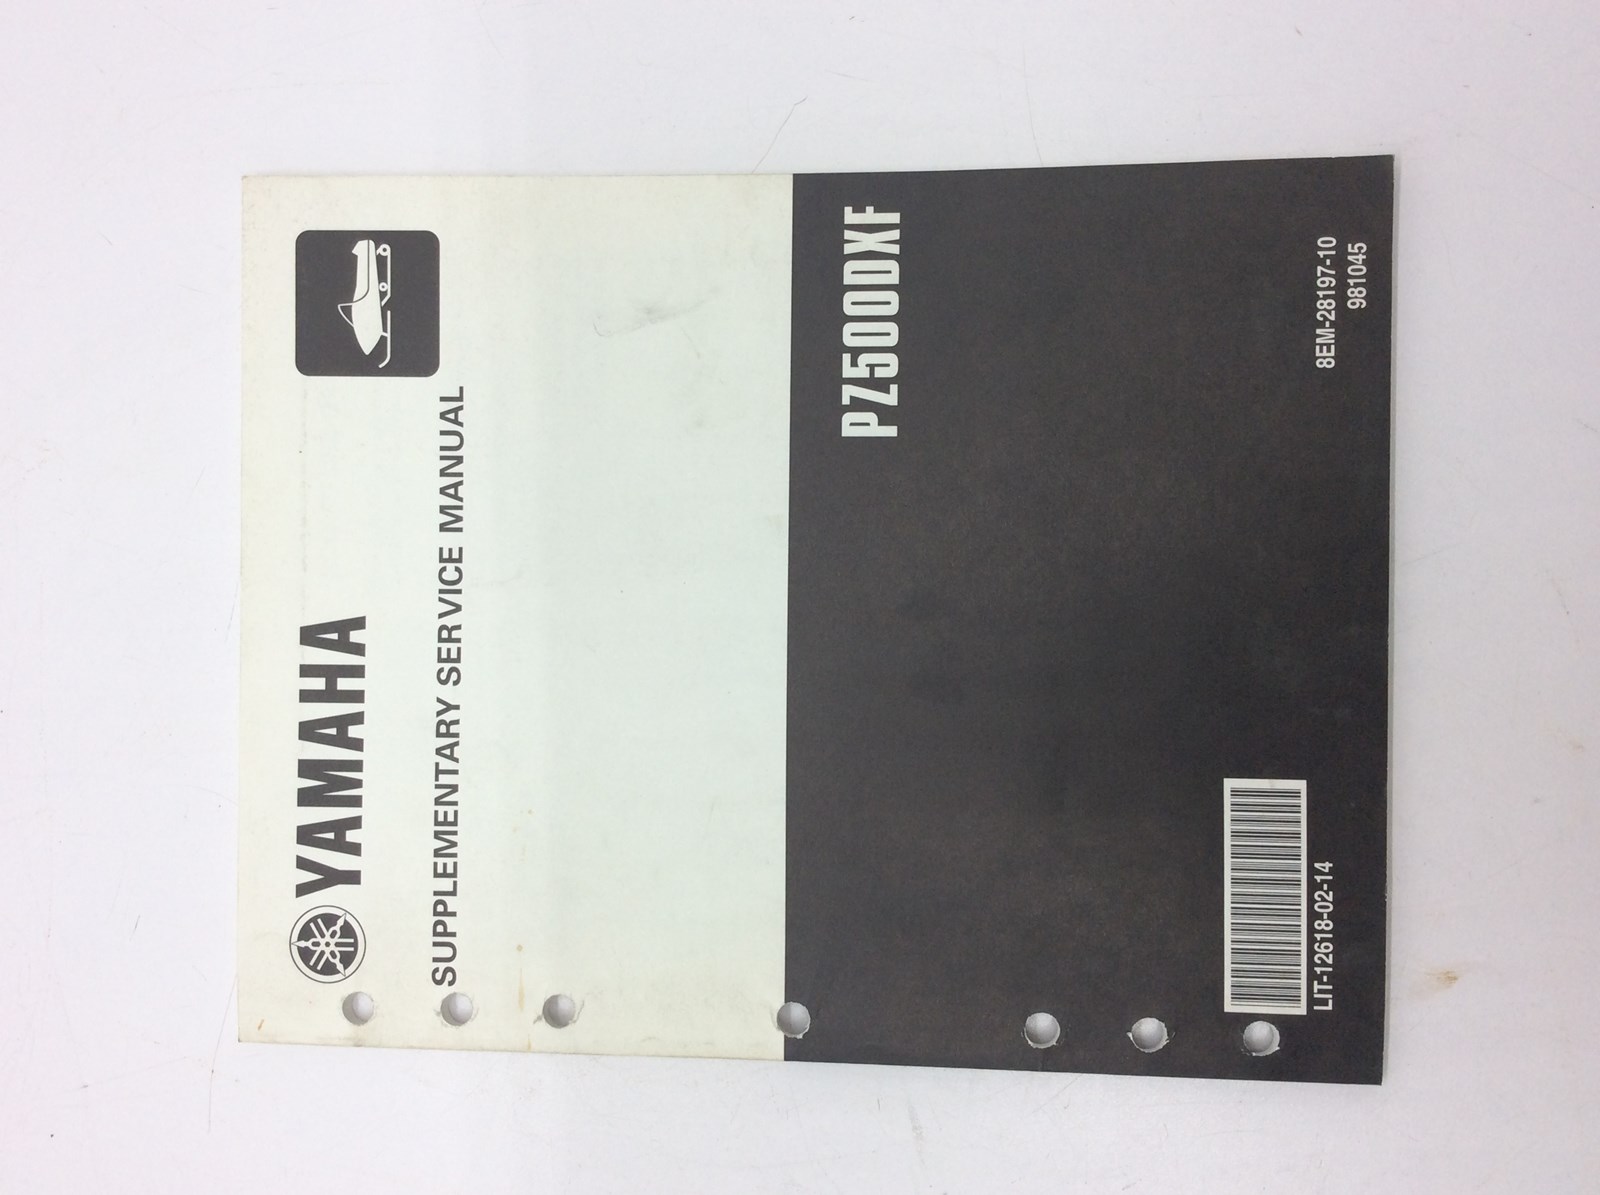 YAMAHA
SUPPLEMENTARY SERVICE MANUAL
PZ500DXF
LIT-12618-02-14
8EM-28197-10
981045